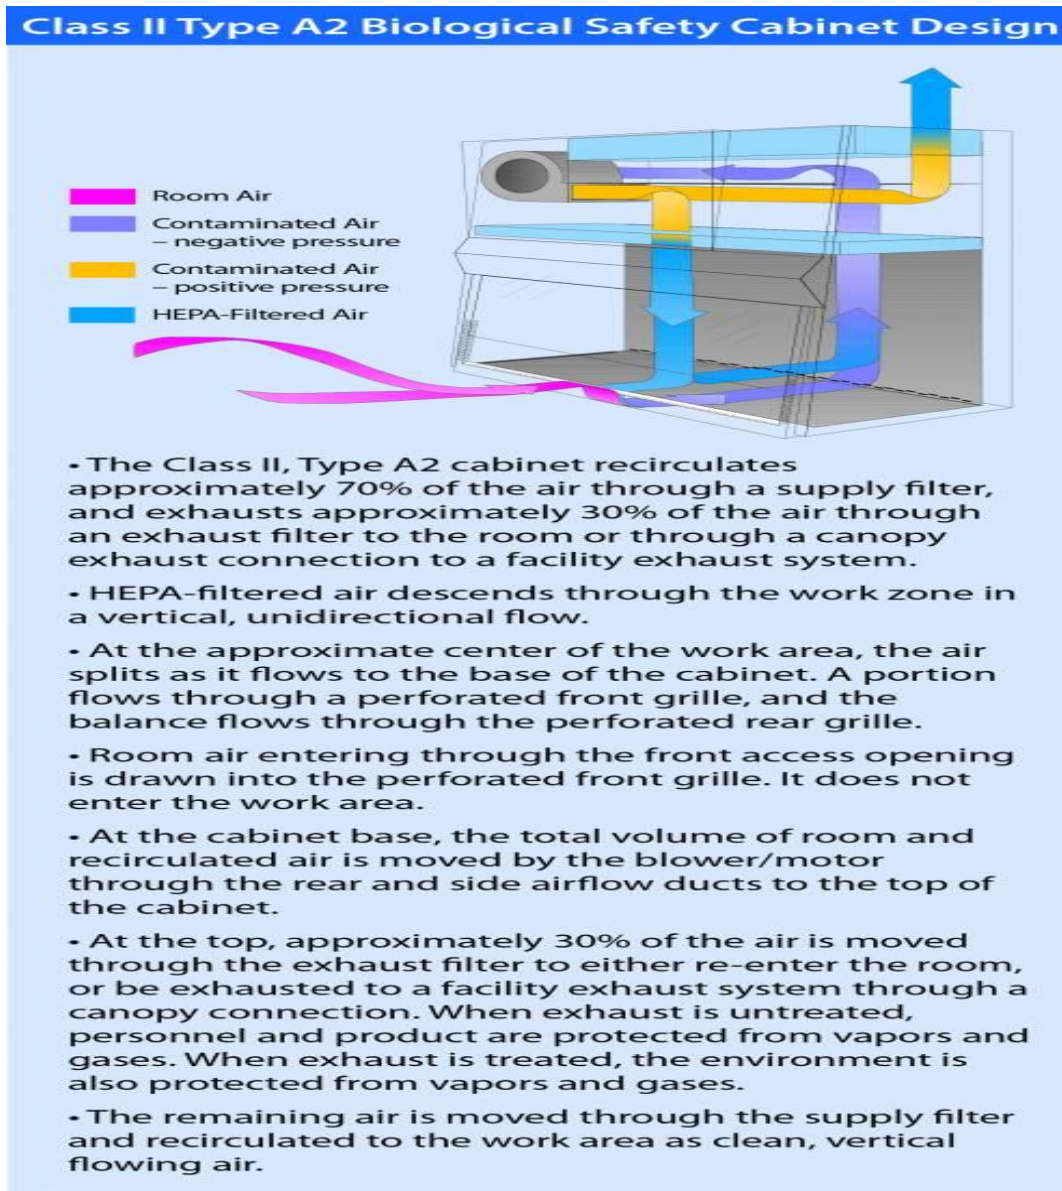 Class II Type A2 Biological Safety Cabinet Design
Room Air
Contaminated Air
– negative pressure
Contaminated Air
– positive pressure
HEPA-Filtered Air
• The Class II, Type A2 cabinet recirculates
approximately 70% of the air through a supply filter,
and exhausts approximately 30% of the air through
an exhaust filter to the room or through a canopy
exhaust connection to a facility exhaust system.
• HEPA-filtered air descends through the work zone in
a vertical, unidirectional flow.
• At the approximate center of the work area, the air
splits as it flows to the base of the cabinet. A portion
flows through a perforated front grille, and the
balance flows through the perforated rear grille.
• Room air entering through the front access opening
is drawn into the perforated front grille. It does not
enter the work area.
• At the cabinet base, the total volume of room and
recirculated air is moved by the blower/motor
through the rear and side airflow ducts to the top of
the cabinet.
• At the top, approximately 30% of the air is moved
through the exhaust filter to either re-enter the room,
or be exhausted to a facility exhaust system through a
canopy connection. When exhaust is untreated,
personnel and product are protected from vapors and
gases. When exhaust is treated, the environment is
also protected from vapors and gases.
• The remaining air is moved through the supply filter
and recirculated to the work area as clean, vertical
flowing air.